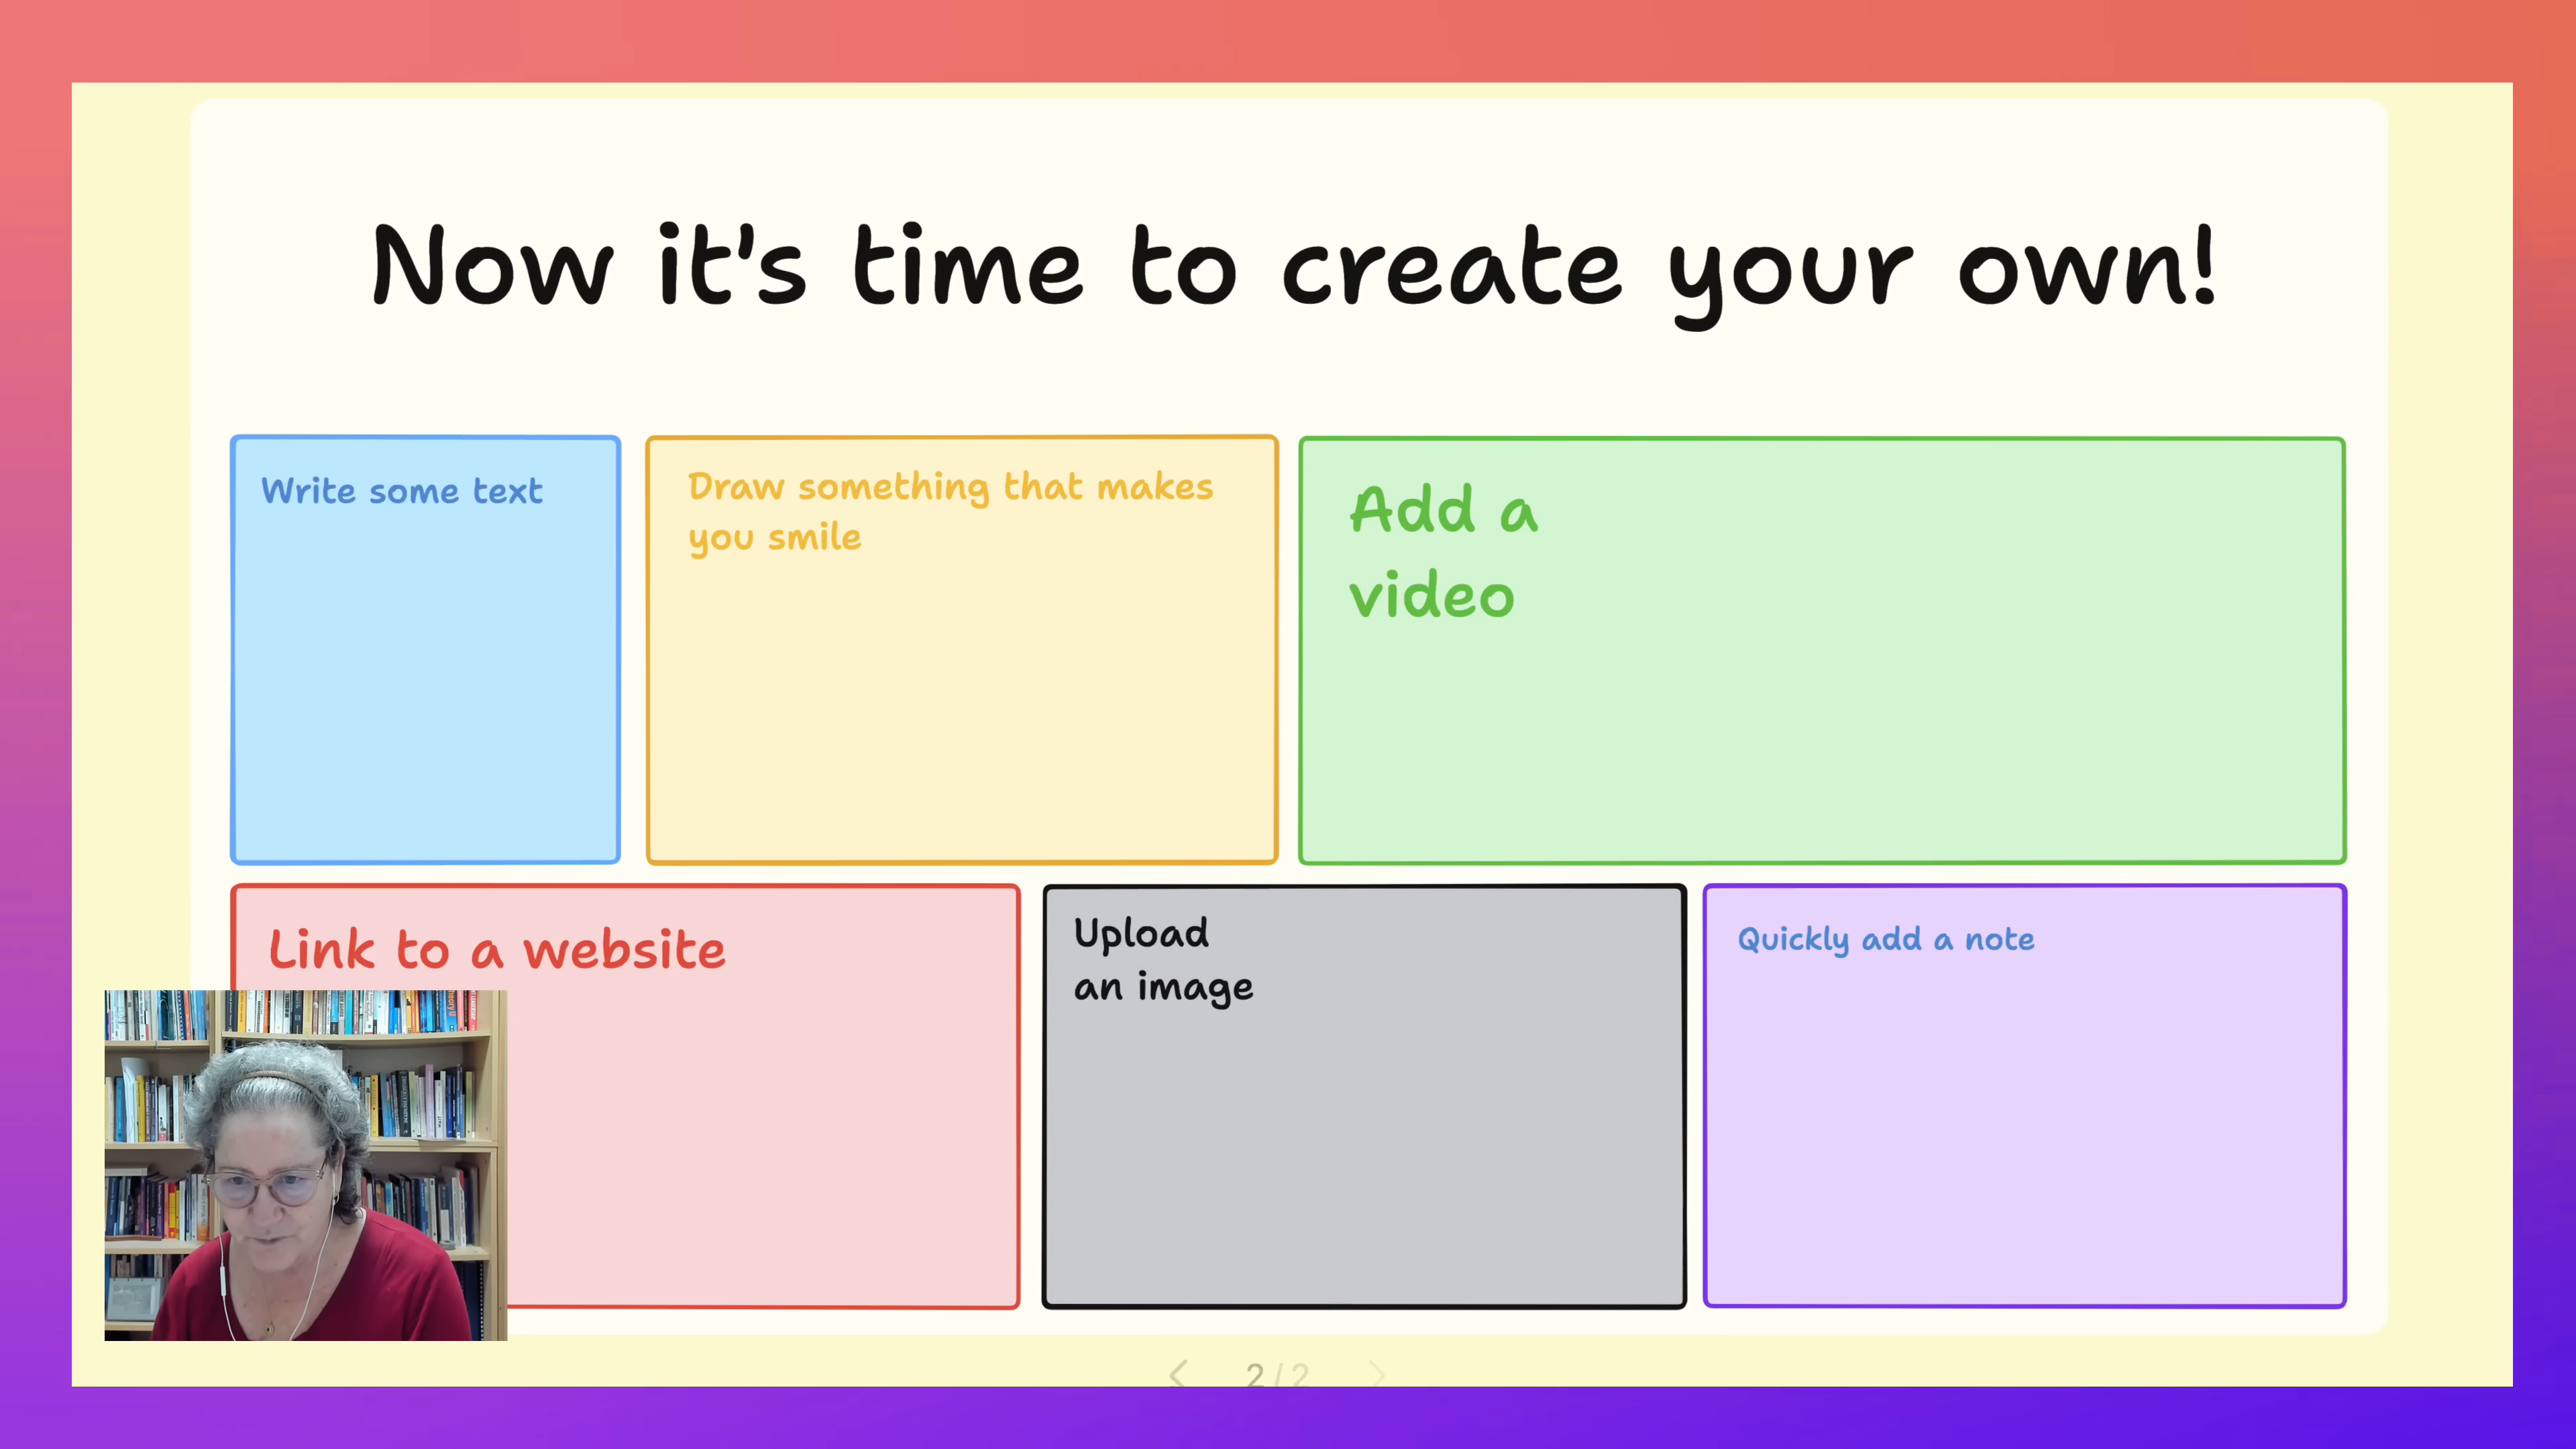 Now it's time to create your own!
Write some text
Draw something that makes
you smile
Add a
video
Link to a website
Upload
an image
Quickly add a note
2 / 2